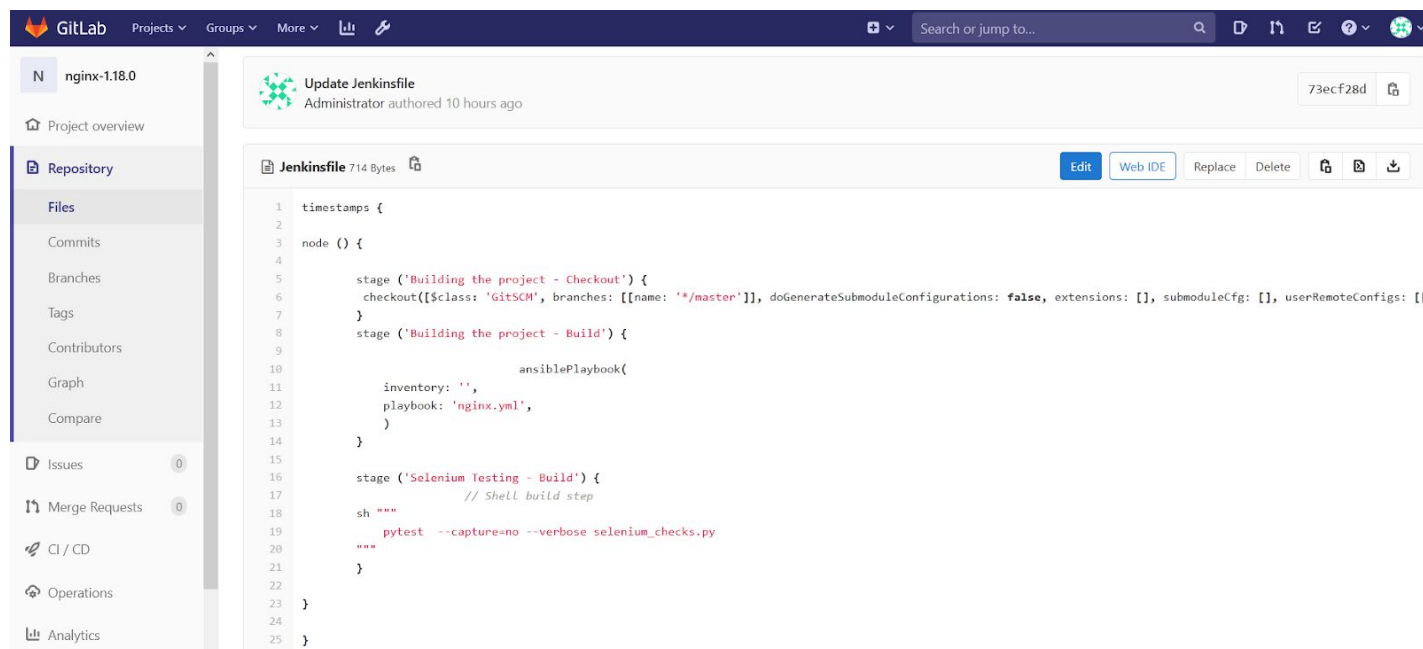 GitLab Projects Groups More Search or jump to...
N nginx-1.18.0
Project overview
Repository
Files
Commits
Branches
Tags
Contributors
Graph
Compare
Issues 0
Merge Requests 0
CI / CD
Operations
Analytics
Update Jenkinsfile
Administrator authored 10 hours ago
73ecf28d
Jenkinsfile 714 Bytes
Edit Web IDE Replace Delete
1 timestamps {
2
3 node () {
4
5 stage ('Building the project - Checkout') {
6 checkout([$class: 'GitSCM', branches: [[name: '*/master']], doGenerateSubmoduleConfigurations: false, extensions: [], submoduleCfg: [], userRemoteConfigs: [
7 }
8 stage ('Building the project - Build') {
9
10 ansiblePlaybook(
11 inventory: '',
12 playbook: 'nginx.yml',
13 )
14 }
15
16 stage ('Selenium Testing - Build') {
17 // Shell build step
18 sh """
19 pytest  --capture=no --verbose selenium_checks.py
20 """
21 }
22
23 }
24
25 }